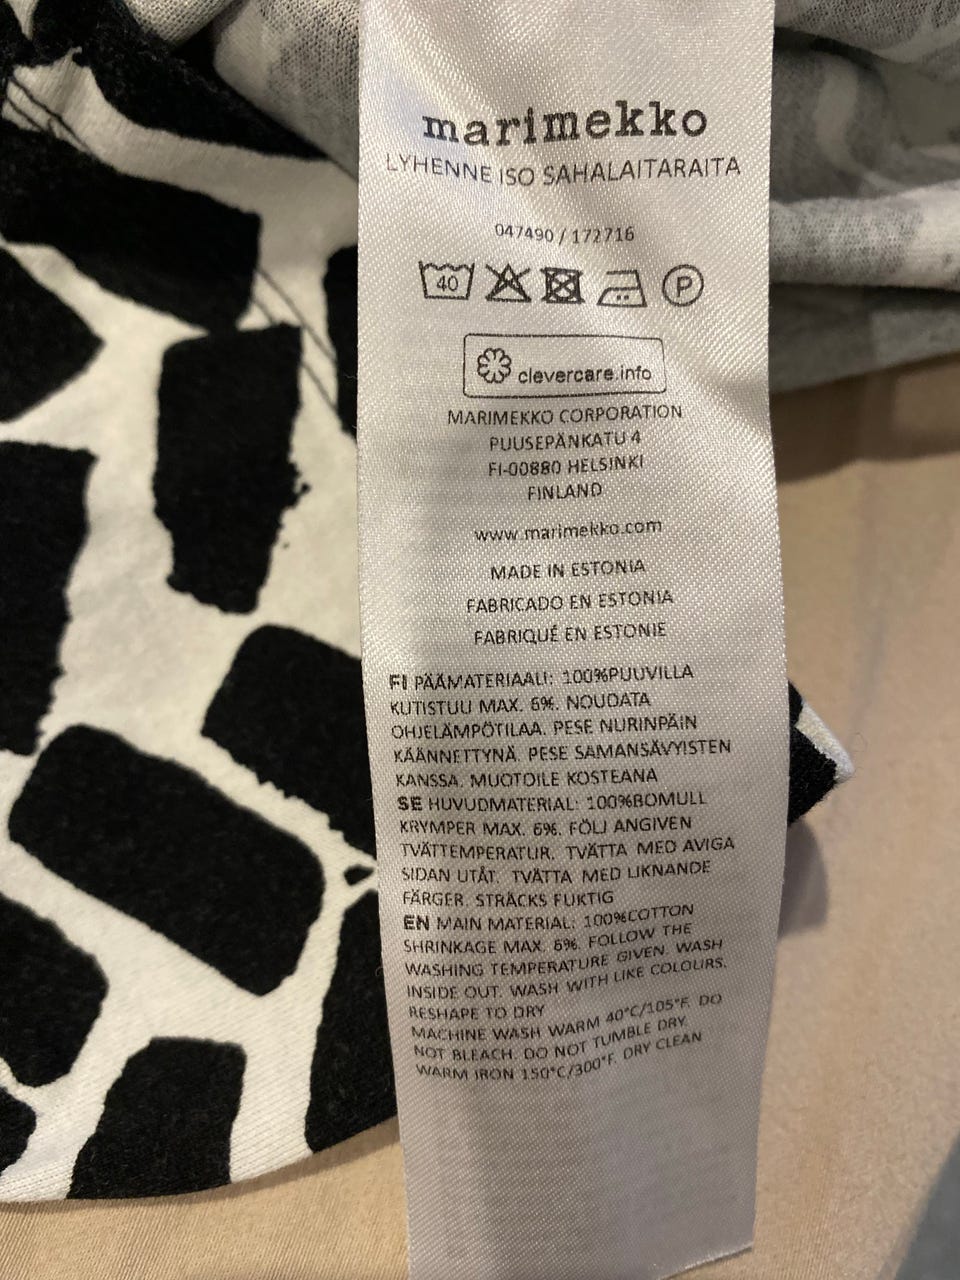 marimekko
LYHENNE ISO SAHALAITARAITA
047490 / 172716
40 P
clevercare.info
MARIMEKKO CORPORATION
PUUSEPÄNKATU 4
FI-00880 HELSINKI
FINLAND
www.marimekko.com
MADE IN ESTONIA
FABRICADO EN ESTONIA
FABRIQUÉ EN ESTONIE
FI PÄÄMATERIAALI: 100%PUUVILLA
KUTISTUU MAX. 6%. NOUDATA
OHJELÄMPÖTILAA. PESE NURINPÄIN
KÄÄNNETTYNÄ. PESE SAMANSÄVYISTEN
KANSSA. MUOTOILE KOSTEANA
SE HUVUDMATERIAL: 100%BOMULL
KRYMPER MAX. 6%. FÖLJ ANGIVEN
TVÄTTEMPERATUR. TVÄTTA MED AVIGA
SIDAN UTÅT. TVÄTTA MED LIKNANDE
FÄRGER. STRÄCKS FUKTIG
EN MAIN MATERIAL: 100%COTTON
SHRINKAGE MAX. 6%. FOLLOW THE
WASHING TEMPERATURE GIVEN. WASH
INSIDE OUT. WASH WITH LIKE COLOURS.
RESHAPE TO DRY
MACHINE WASH WARM 40°C/105°F. DO
NOT BLEACH. DO NOT TUMBLE DRY.
WARM IRON 150°C/300°F. DRY CLEAN